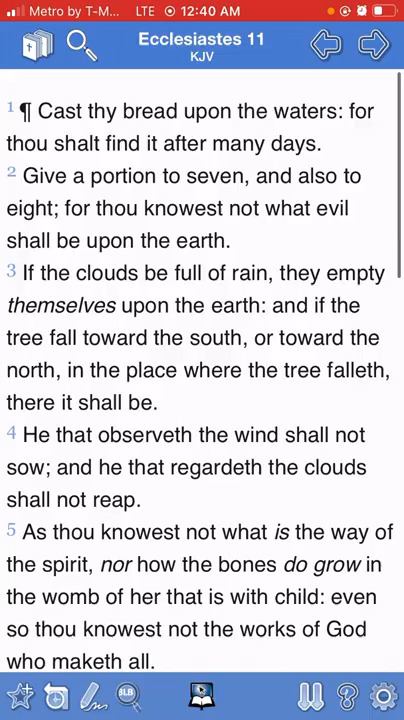 Metro by T-M... LTE 12:40 AM
Ecclesiastes 11
KJV
1 ¶ Cast thy bread upon the waters: for
thou shalt find it after many days.
2 Give a portion to seven, and also to
eight; for thou knowest not what evil
shall be upon the earth.
3 If the clouds be full of rain, they empty
themselves upon the earth: and if the
tree fall toward the south, or toward the
north, in the place where the tree falleth,
there it shall be.
4 He that observeth the wind shall not
sow; and he that regardeth the clouds
shall not reap.
5 As thou knowest not what is the way of
the spirit, nor how the bones do grow in
the womb of her that is with child: even
so thou knowest not the works of God
who maketh all.
BLB